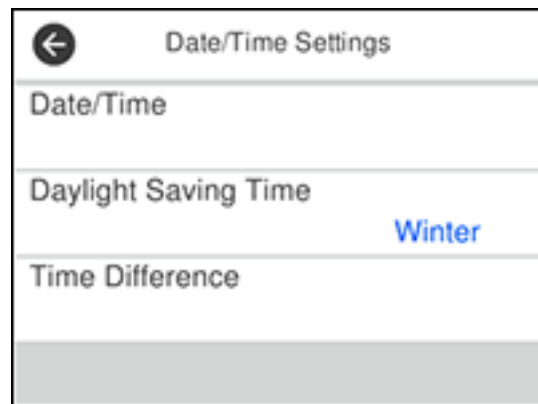 Date/Time Settings
Date/Time
Daylight Saving Time
Winter
Time Difference